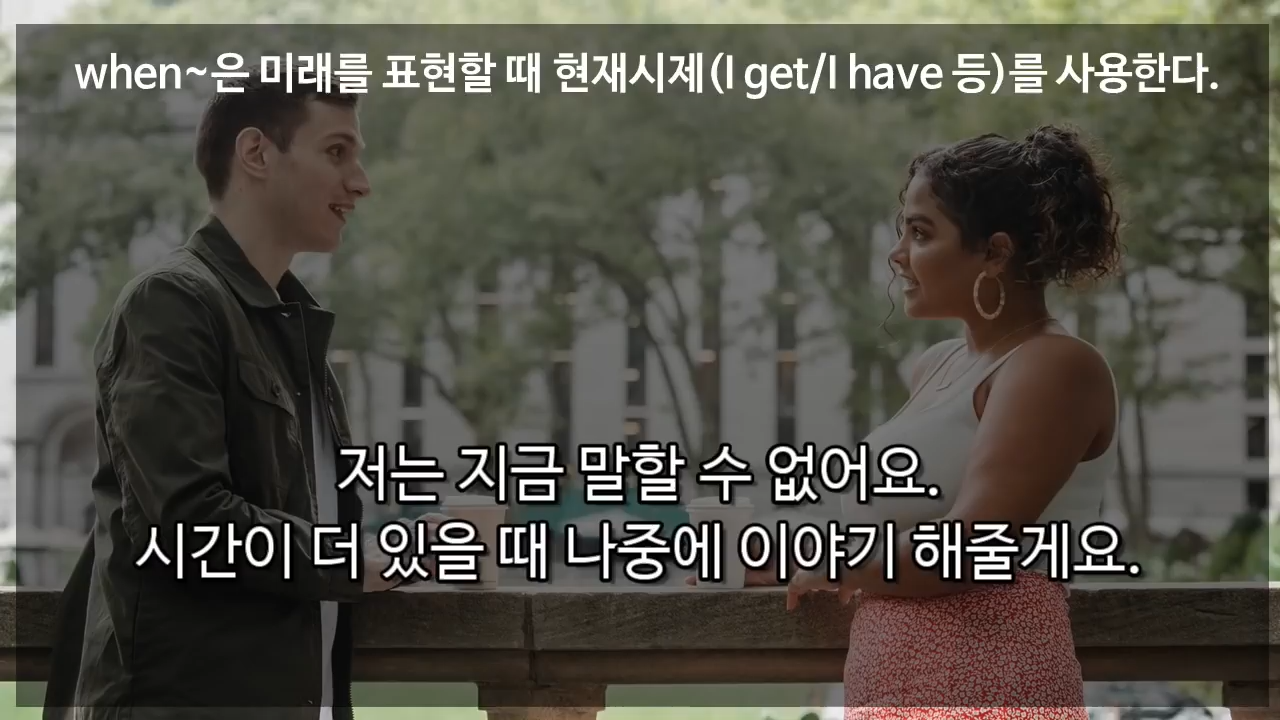 when~은 미래를 표현할 때 현재시제(I get/I have 등)를 사용한다.
저는 지금 말할 수 없어요.
시간이 더 있을 때 나중에 이야기 해줄게요.